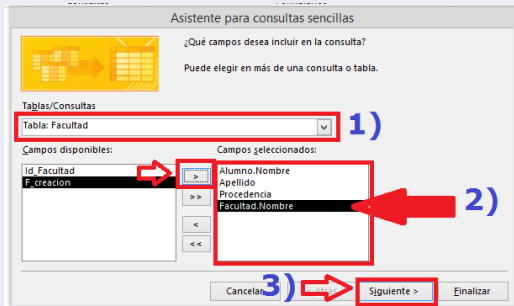 Asistente para consultas sencillas
¿Qué campos desea incluir en la consulta?
Puede elegir en más de una consulta o tabla.
Tablas/Consultas
Tabla: Facultad
1)
Campos disponibles:
Campos seleccionados:
Id_Facultad
F_creacion
>
>>
<
<<
Alumno.Nombre
Apellido
Procedencia
Facultad.Nombre
2)
3)
Cancelar
< Atrás
Siguiente >
Finalizar